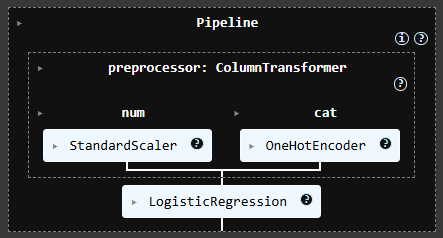 Pipeline
i ?
preprocessor: ColumnTransformer
?
num cat
StandardScaler ? OneHotEncoder ?
LogisticRegression ?